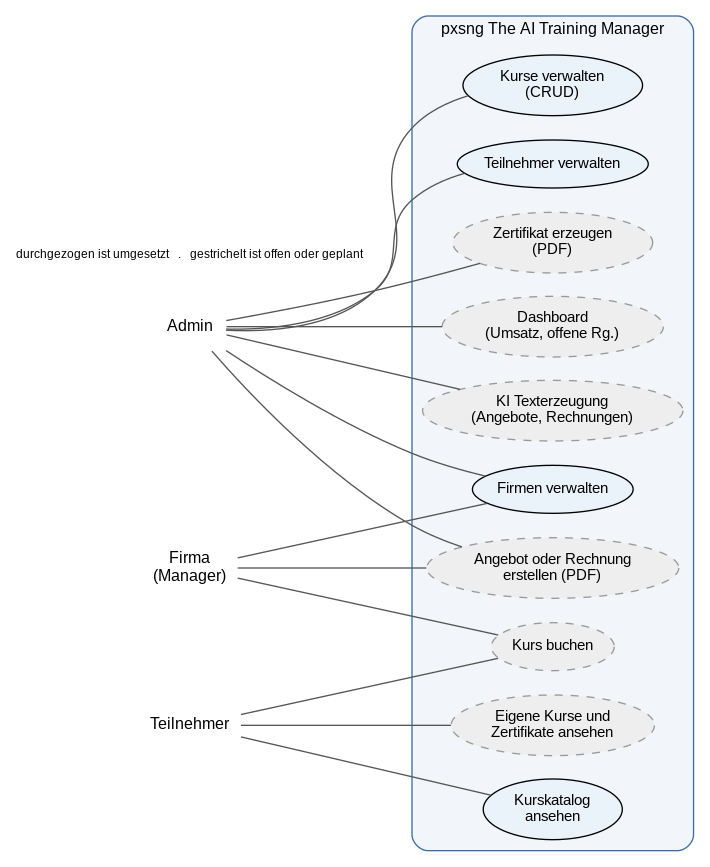 pxsng The AI Training Manager
Kurse verwalten
(CRUD)
Teilnehmer verwalten
Zertifikat erzeugen
(PDF)
durchgezogen ist umgesetzt . gestrichelt ist offen oder geplant
Admin
Dashboard
(Umsatz, offene Rg.)
KI Texterzeugung
(Angebote, Rechnungen)
Firmen verwalten
Firma
(Manager)
Angebot oder Rechnung
erstellen (PDF)
Kurs buchen
Teilnehmer
Eigene Kurse und
Zertifikate ansehen
Kurskatalog
ansehen